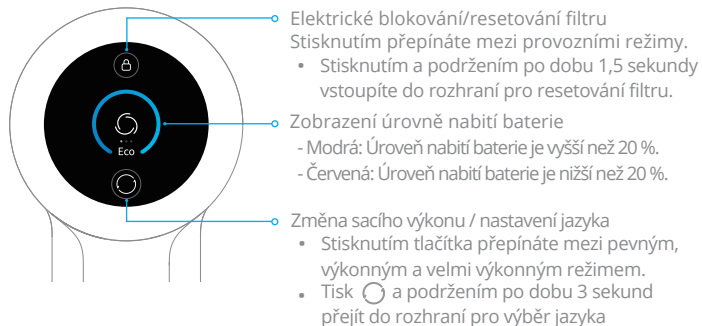 Elektrické blokování/resetování filtru
Stisknutím přepínáte mezi provozními režimy.
• Stisknutím a podržením po dobu 1,5 sekundy
vstoupíte do rozhraní pro resetování filtru.
Zobrazení úrovně nabití baterie
- Modrá: Úroveň nabití baterie je vyšší než 20 %.
- Červená: Úroveň nabití baterie je nižší než 20 %.
Eco
Změna sacího výkonu / nastavení jazyka
• Stisknutím tlačítka přepínáte mezi pevným,
výkonným a velmi výkonným režimem.
• Tisk a podržením po dobu 3 sekund
přejít do rozhraní pro výběr jazyka